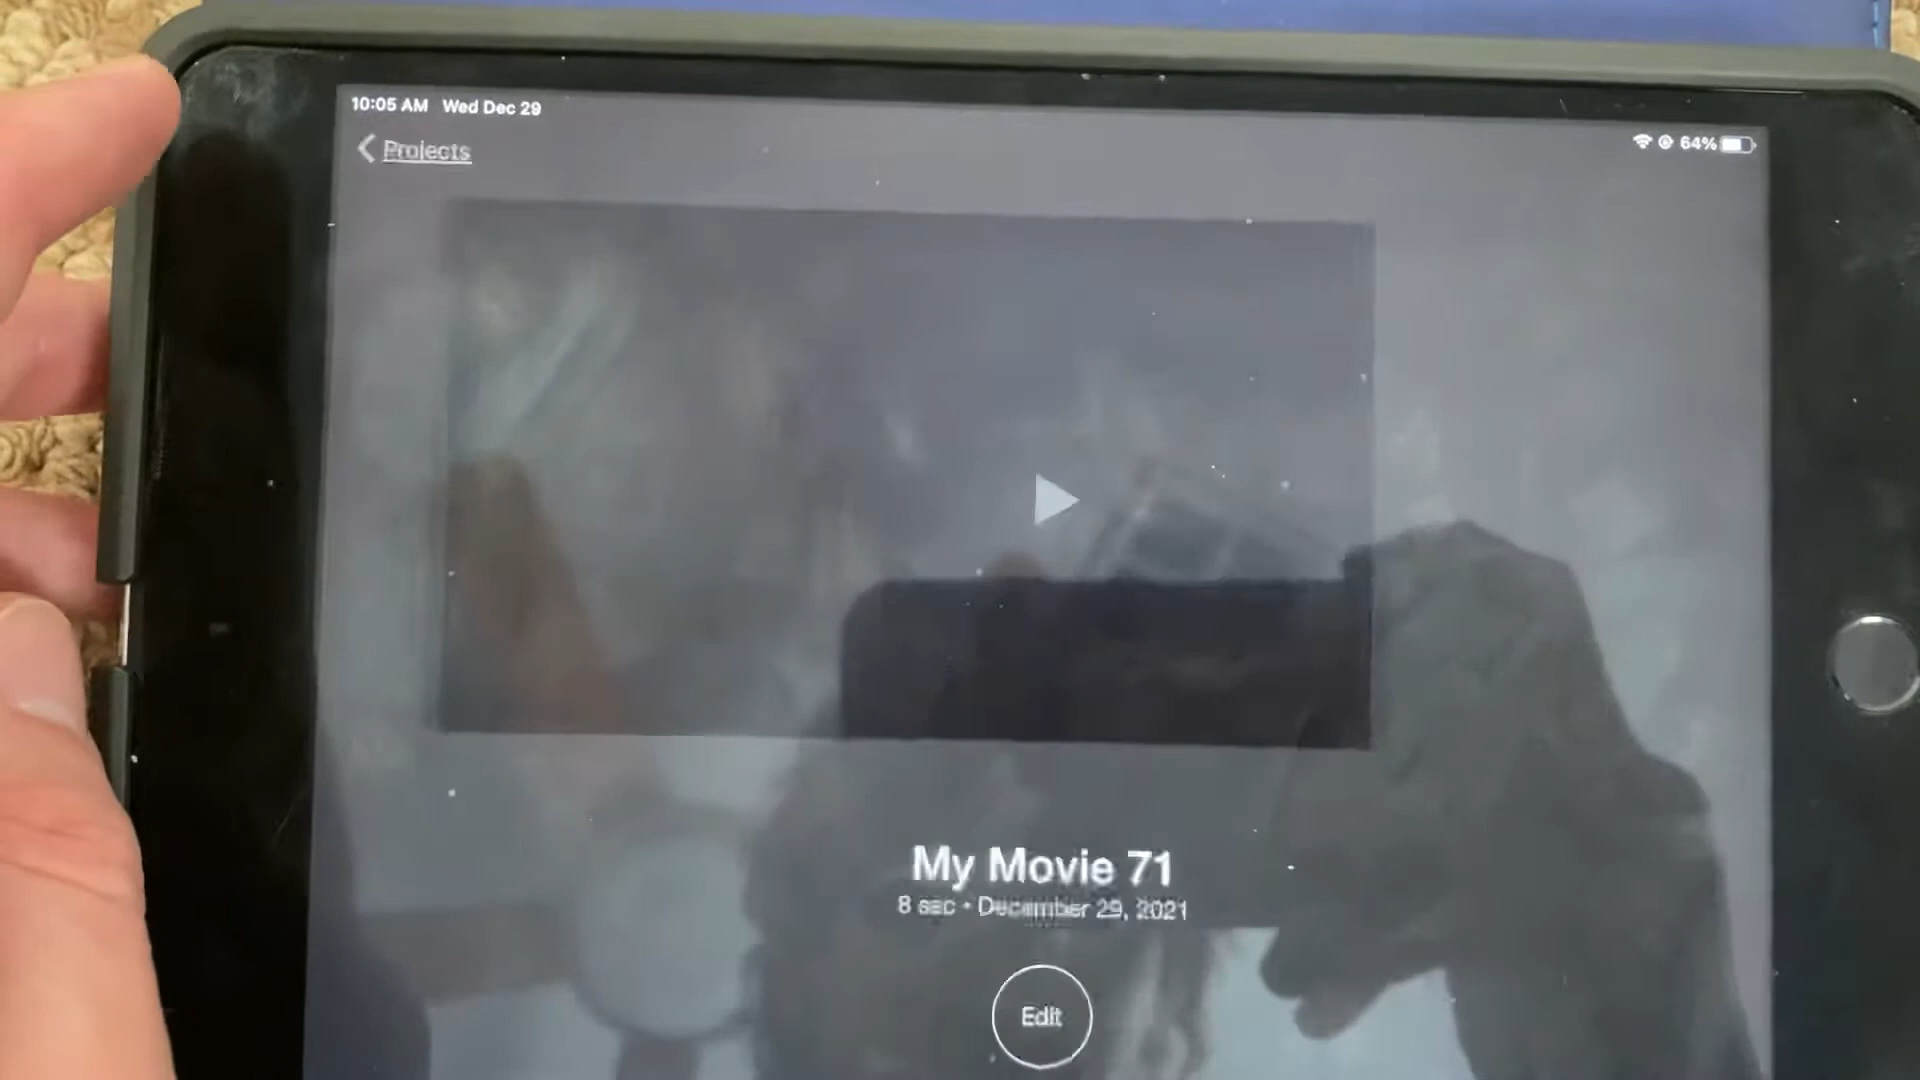 10:05 AM Wed Dec 29
64%
Projects
My Movie 71
8 sec • December 29, 2021
Edit